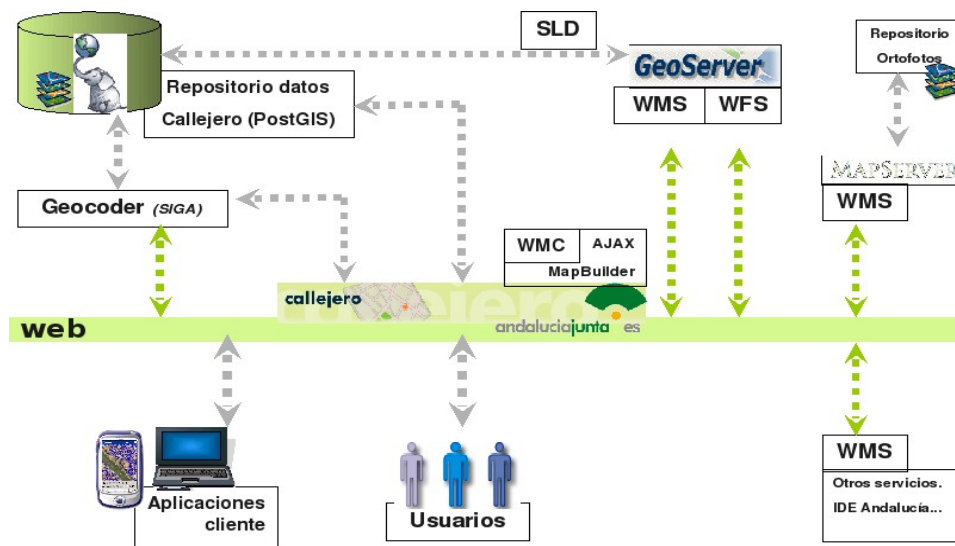 SLD
GeoServer
WMS
WFS
Repositorio
Ortofotos
Repositorio datos
Callejero (PostGIS)
MAPSERVER
WMS
Geocoder (SIGA)
WMC
AJAX
MapBuilder
callejero
andaluciajunta es
web
Aplicaciones
cliente
Usuarios
WMS
Otros servicios.
IDE Andalucía...